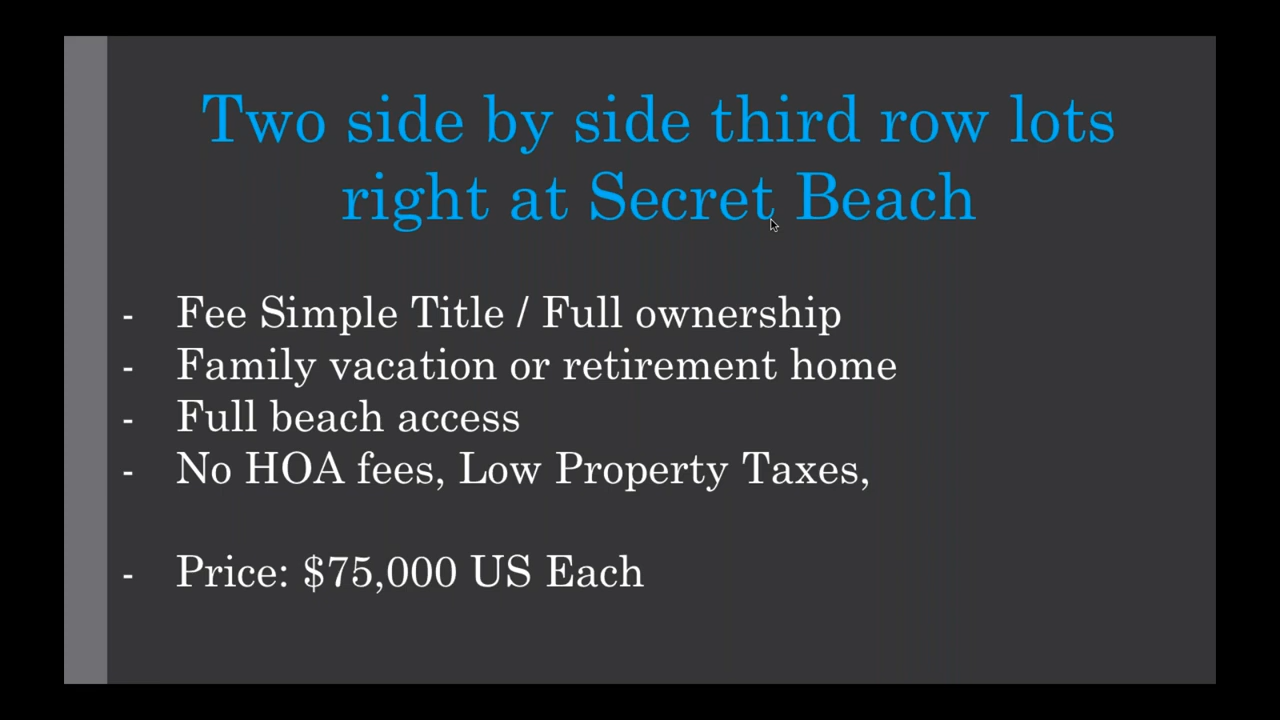 Two side by side third row lots
right at Secret Beach
- Fee Simple Title / Full ownership
- Family vacation or retirement home
- Full beach access
- No HOA fees, Low Property Taxes,
- Price: $75,000 US Each